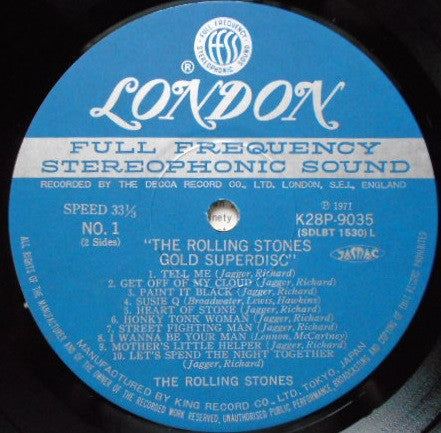 FULL FREQUENCY
STEREOPHONIC SOUND
ffss
®
LONDON
FULL FREQUENCY
STEREOPHONIC SOUND
RECORDED BY THE DECCA RECORD CO., LTD. LONDON, S.E.I., ENGLAND
SPEED 33⅓
NO. 1
(2 Sides)
nety
℗ 1971
K28P-9035
(SDLBT 1530) L
JASRAC
"THE ROLLING STONES
GOLD SUPERDISC"
1. TELL ME (Jagger, Richard)
2. GET OFF OF MY CLOUD (Jagger, Richard)
3. PAINT IT BLACK (Jagger, Richard)
4. SUSIE Q (Broadwater, Lewis, Hawkins)
5. HEART OF STONE (Jagger, Richard)
6. HONKY TONK WOMAN (Jagger, Richard)
7. STREET FIGHTING MAN (Jagger, Richard)
8. I WANNA BE YOUR MAN (Lennon, McCartney)
9. MOTHER'S LITTLE HELPER (Jagger, Richard)
10. LET'S SPEND THE NIGHT TOGETHER
(Jagger, Richard)
THE ROLLING STONES
MANUFACTURED BY KING RECORD CO., LTD. TOKYO, JAPAN
ALL RIGHTS OF THE MANUFACTURER AND OF THE OWNER OF THE RECORDED WORK RESERVED, UNAUTHORISED PUBLIC PERFORMANCE, BROADCASTING AND COPYING OF